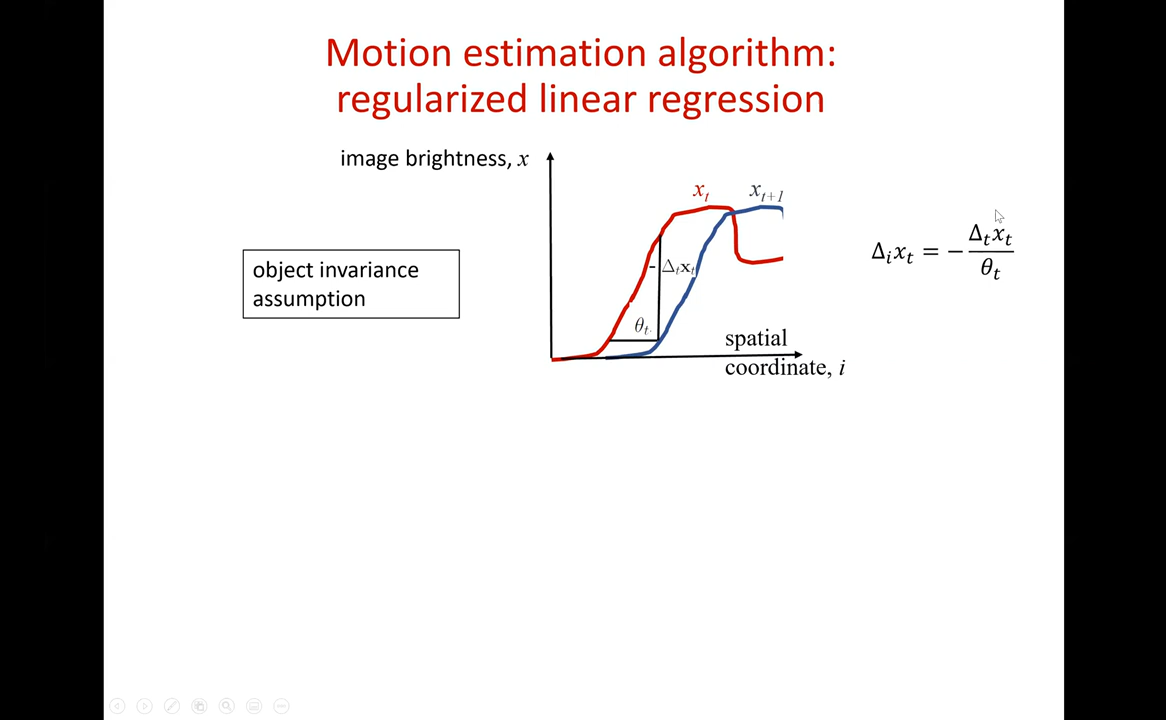 Motion estimation algorithm:
regularized linear regression
image brightness, x
x_t
x_{t+1}
Δ_i x_t = − Δ_t x_t / θ_t
object invariance
assumption
- Δ_t x_t
θ_t
spatial
coordinate, i